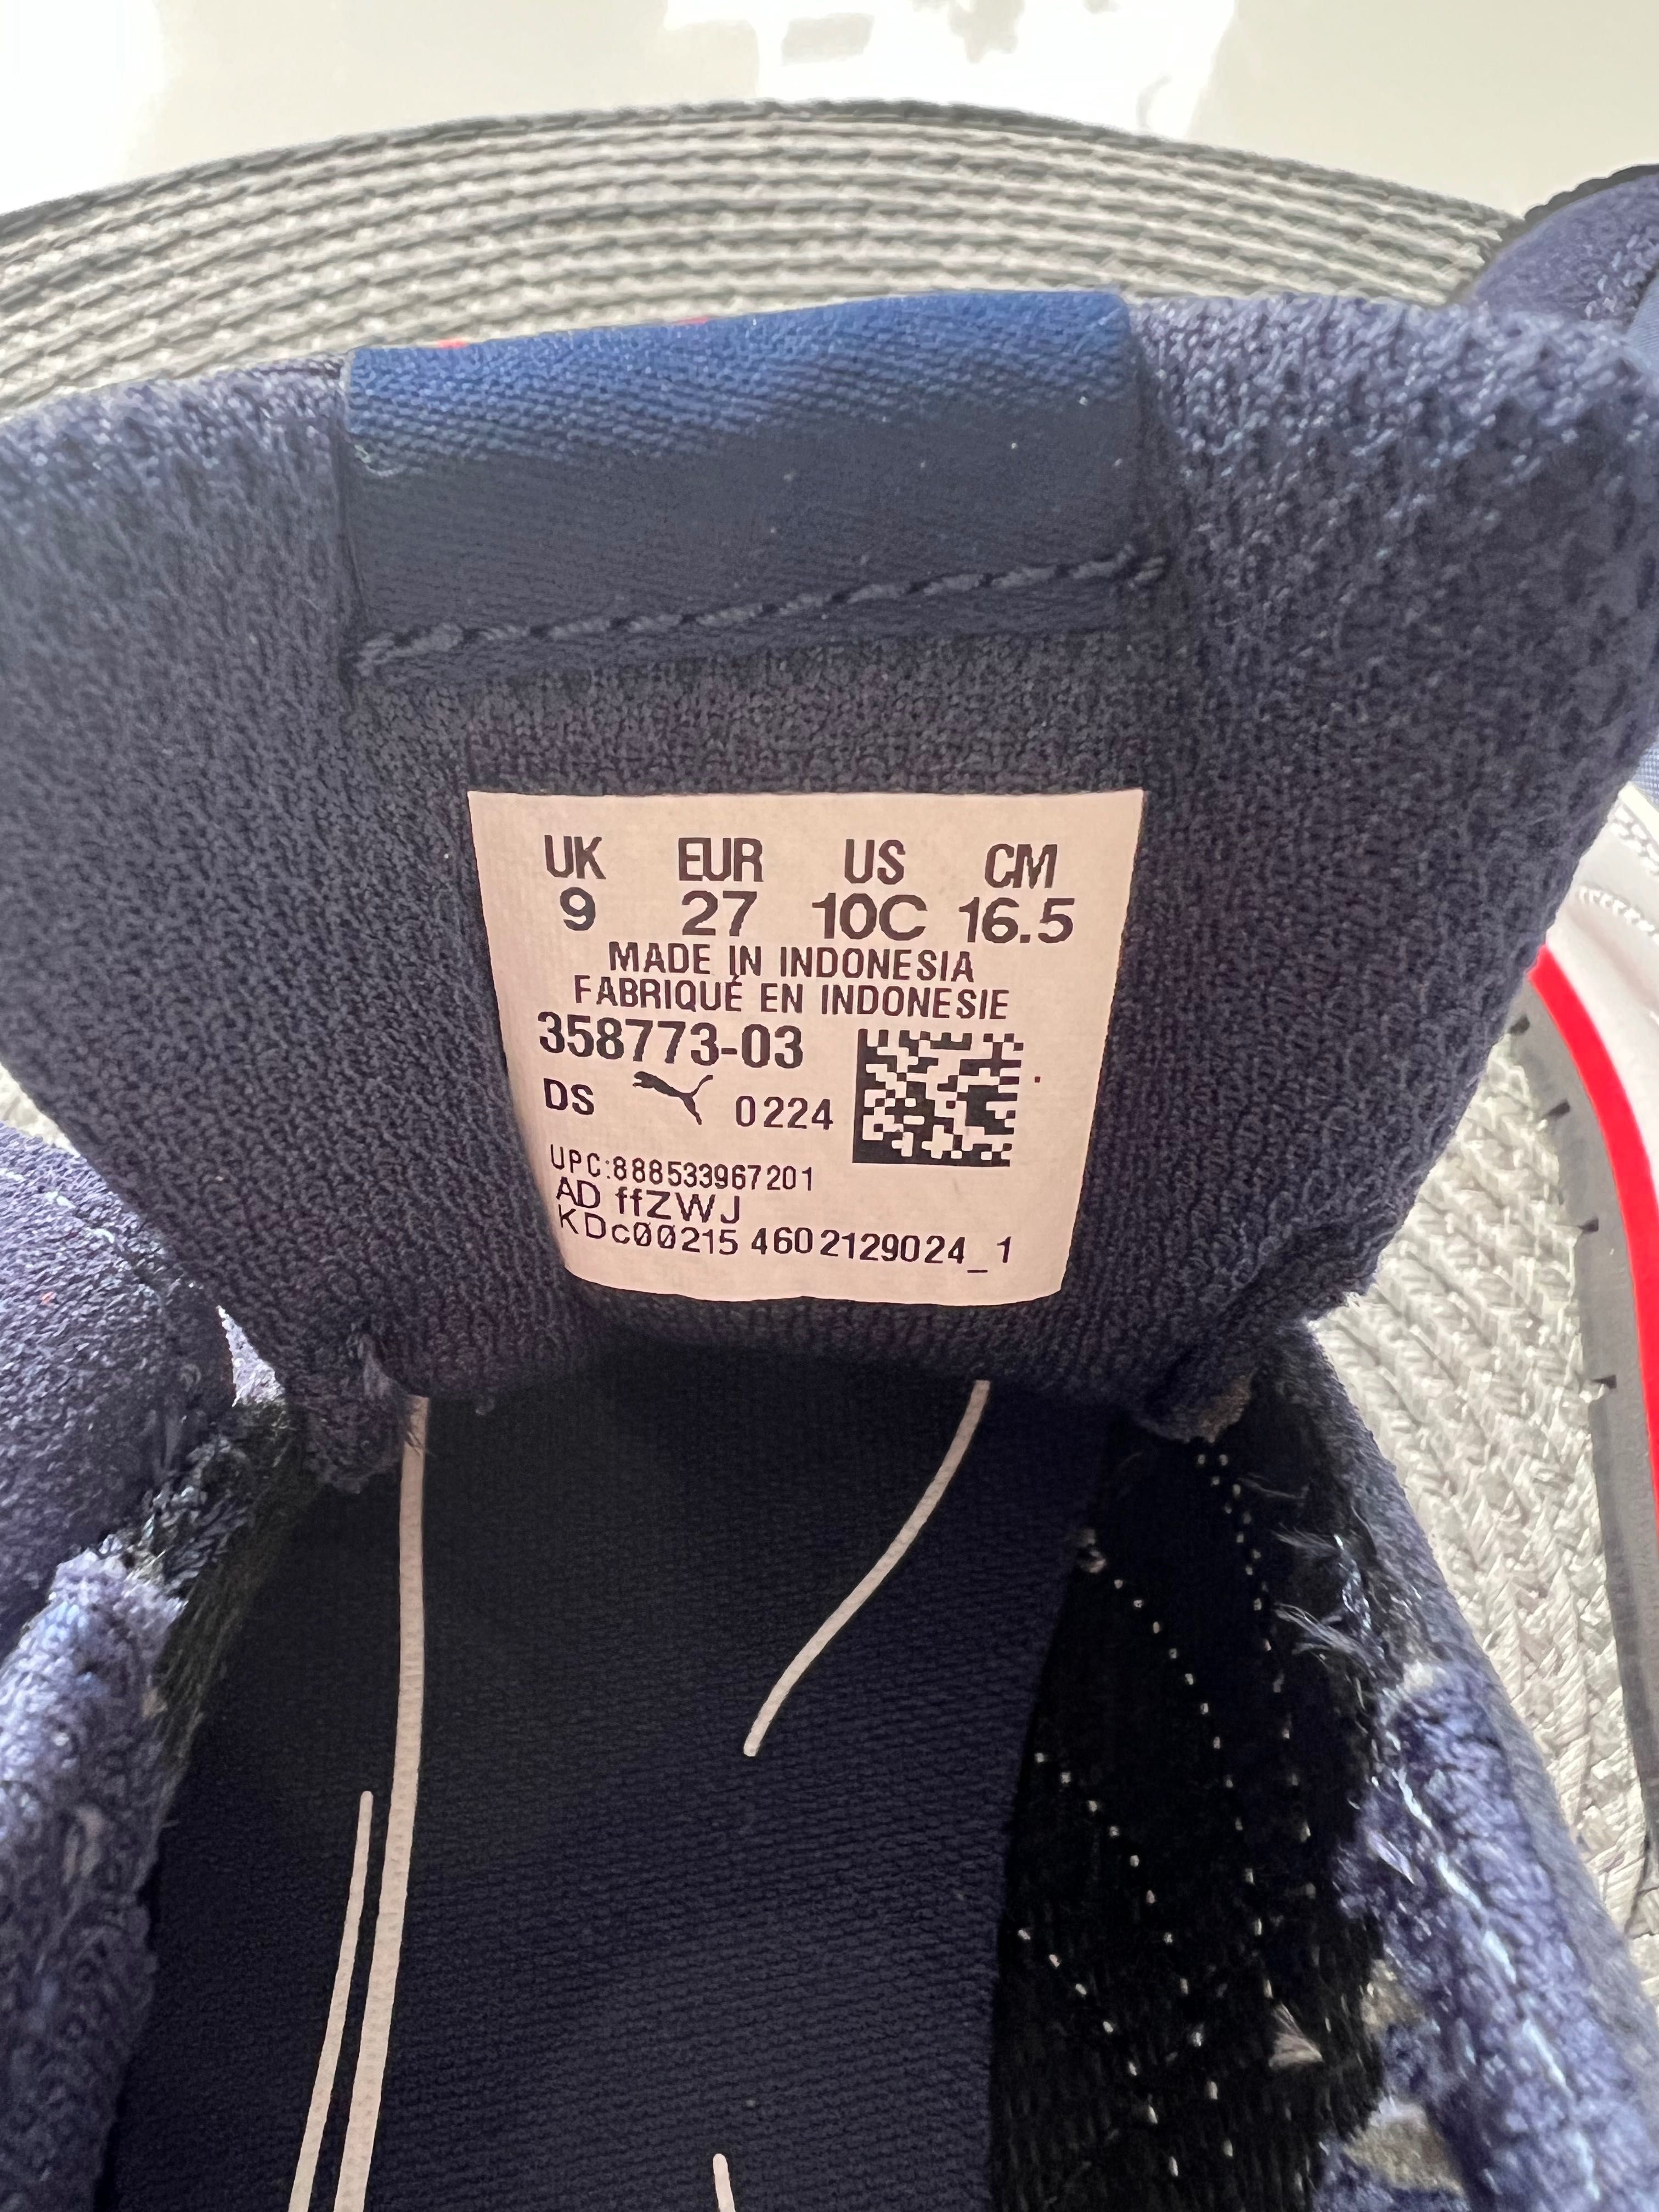 UK EUR US CM
9 27 10C 16.5
MADE IN INDONESIA
FABRIQUÉ EN INDONESIE
358773-03
DS 0224
UPC:888533967201
AD ffZWJ
KDc00215 4602129024_1